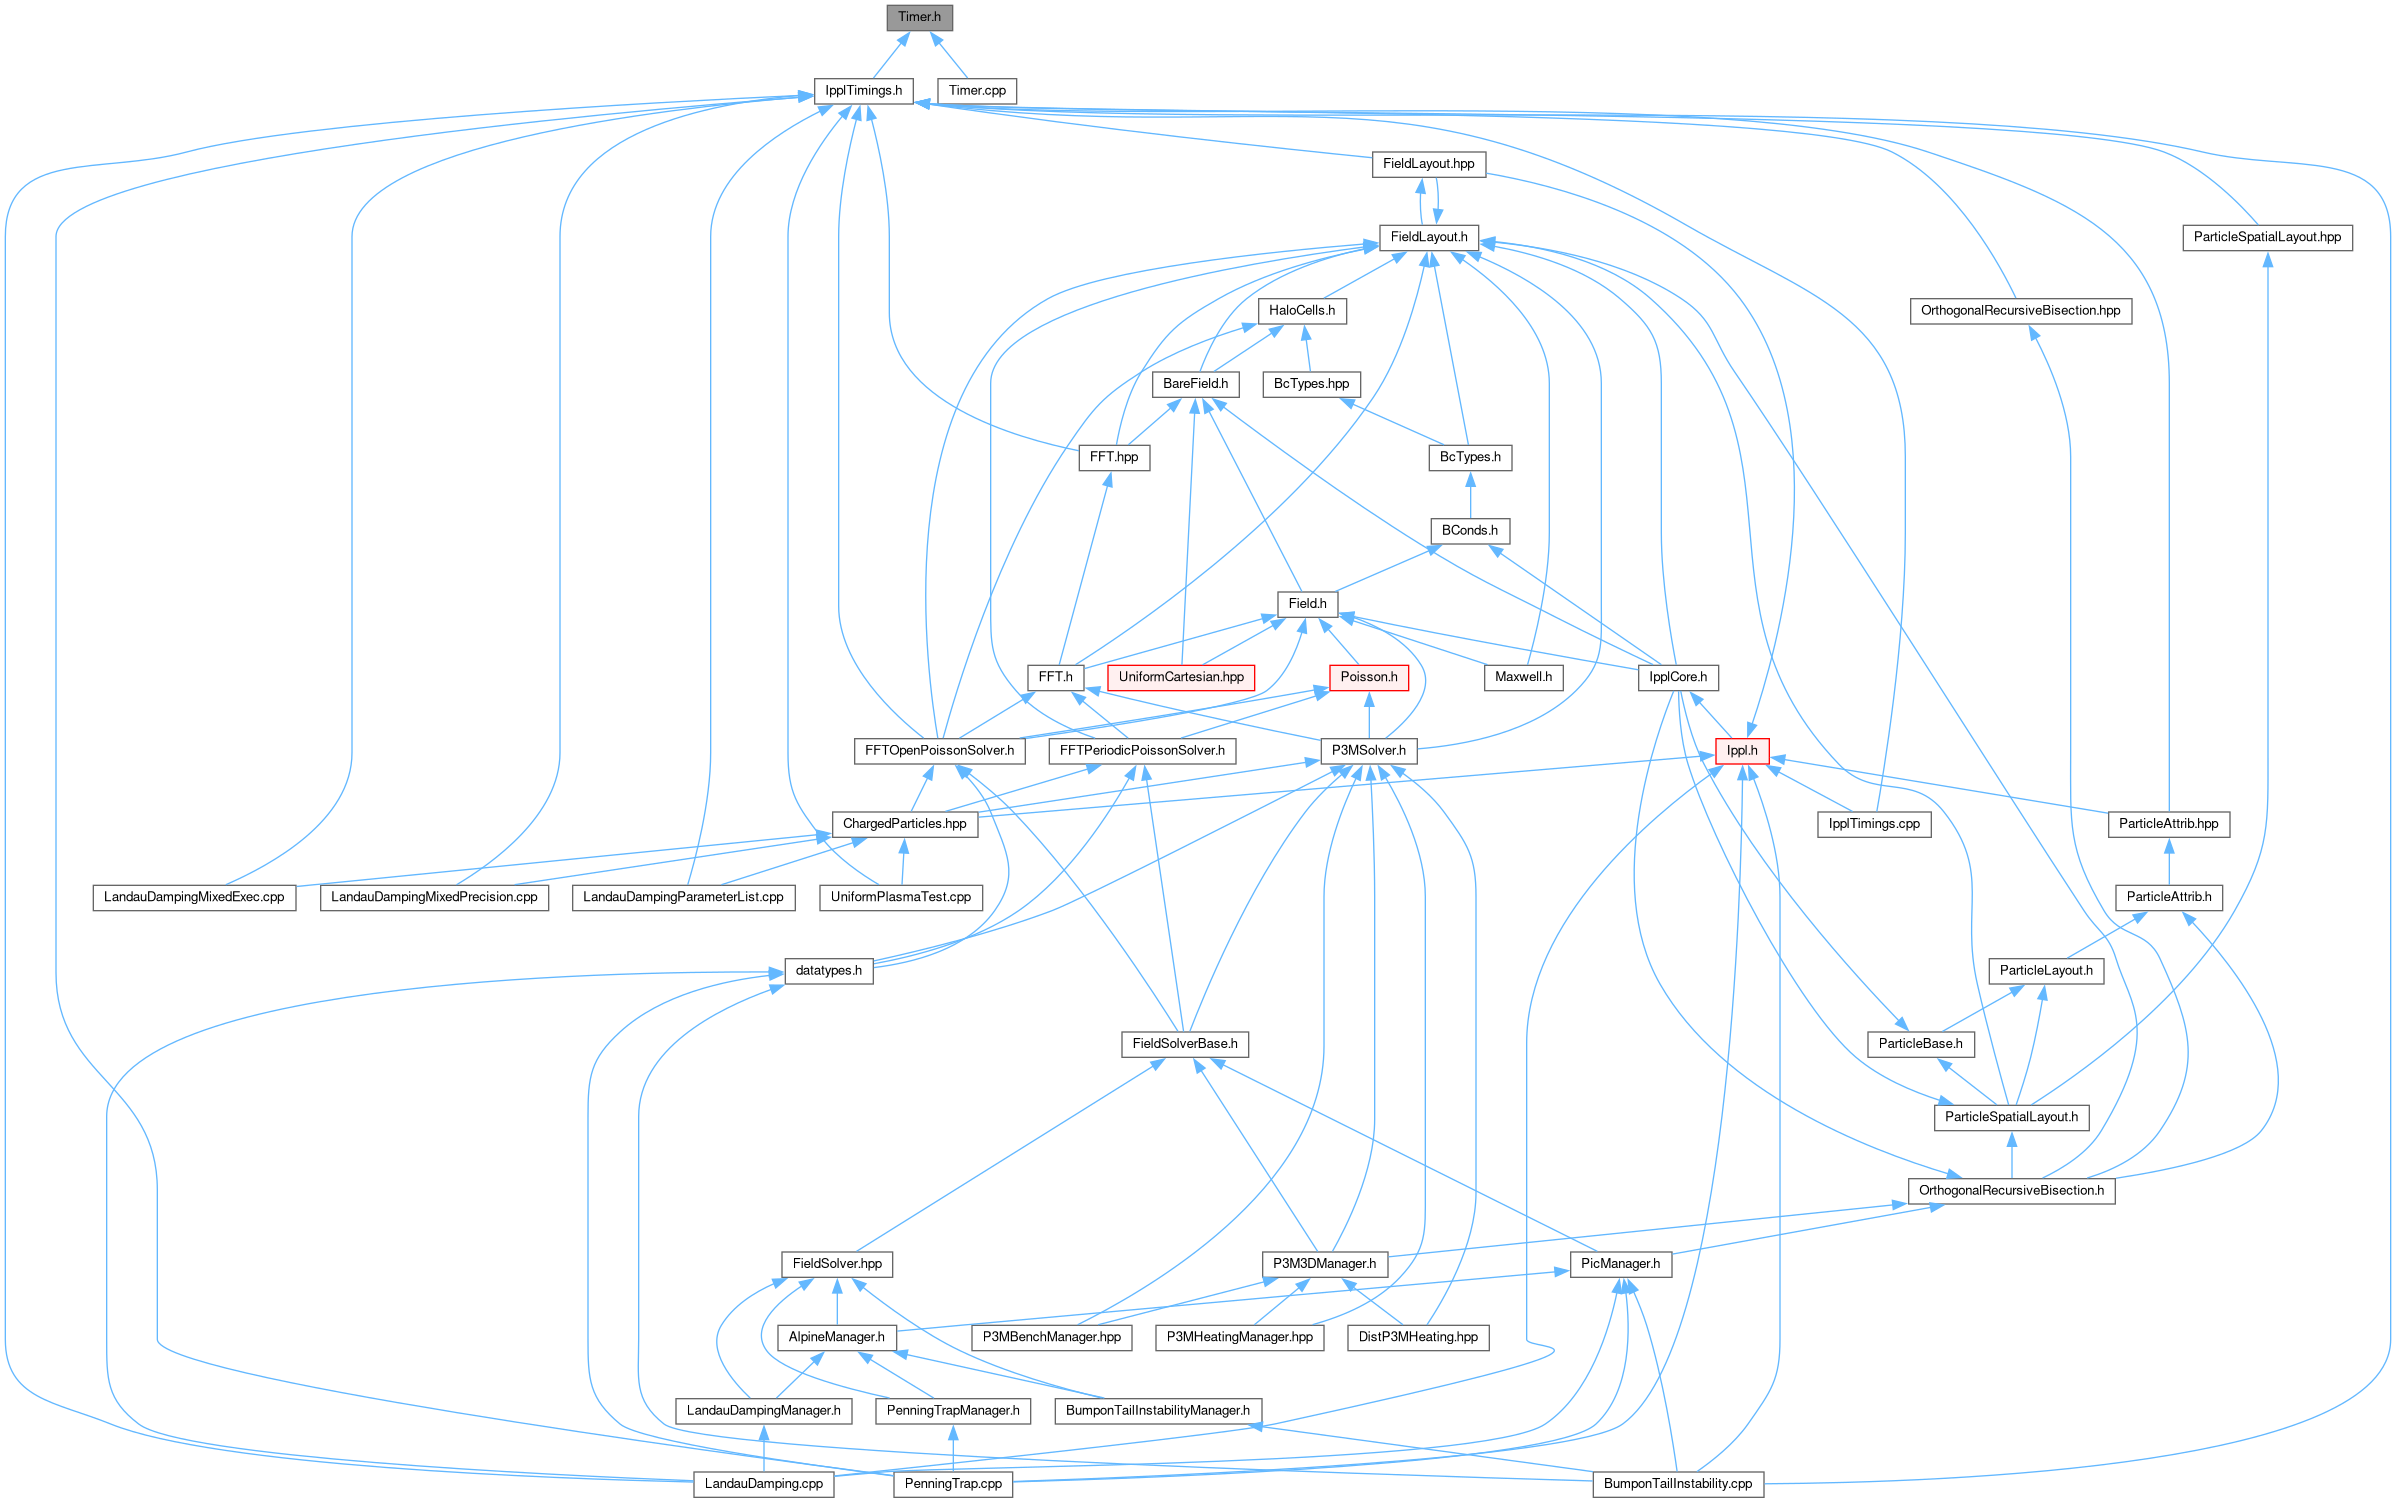 Timer.h
IpplTimings.h
Timer.cpp
FieldLayout.hpp
FieldLayout.h
ParticleSpatialLayout.hpp
HaloCells.h
OrthogonalRecursiveBisection.hpp
BareField.h
BcTypes.hpp
FFT.hpp
BcTypes.h
BConds.h
Field.h
FFT.h
UniformCartesian.hpp
Poisson.h
Maxwell.h
IpplCore.h
FFTOpenPoissonSolver.h
FFTPeriodicPoissonSolver.h
P3MSolver.h
Ippl.h
ChargedParticles.hpp
IpplTimings.cpp
ParticleAttrib.hpp
LandauDampingMixedExec.cpp
LandauDampingMixedPrecision.cpp
LandauDampingParameterList.cpp
UniformPlasmaTest.cpp
ParticleAttrib.h
datatypes.h
ParticleLayout.h
FieldSolverBase.h
ParticleBase.h
ParticleSpatialLayout.h
OrthogonalRecursiveBisection.h
FieldSolver.hpp
P3M3DManager.h
PicManager.h
AlpineManager.h
P3MBenchManager.hpp
P3MHeatingManager.hpp
DistP3MHeating.hpp
LandauDampingManager.h
PenningTrapManager.h
BumponTailInstabilityManager.h
LandauDamping.cpp
PenningTrap.cpp
BumponTailInstability.cpp